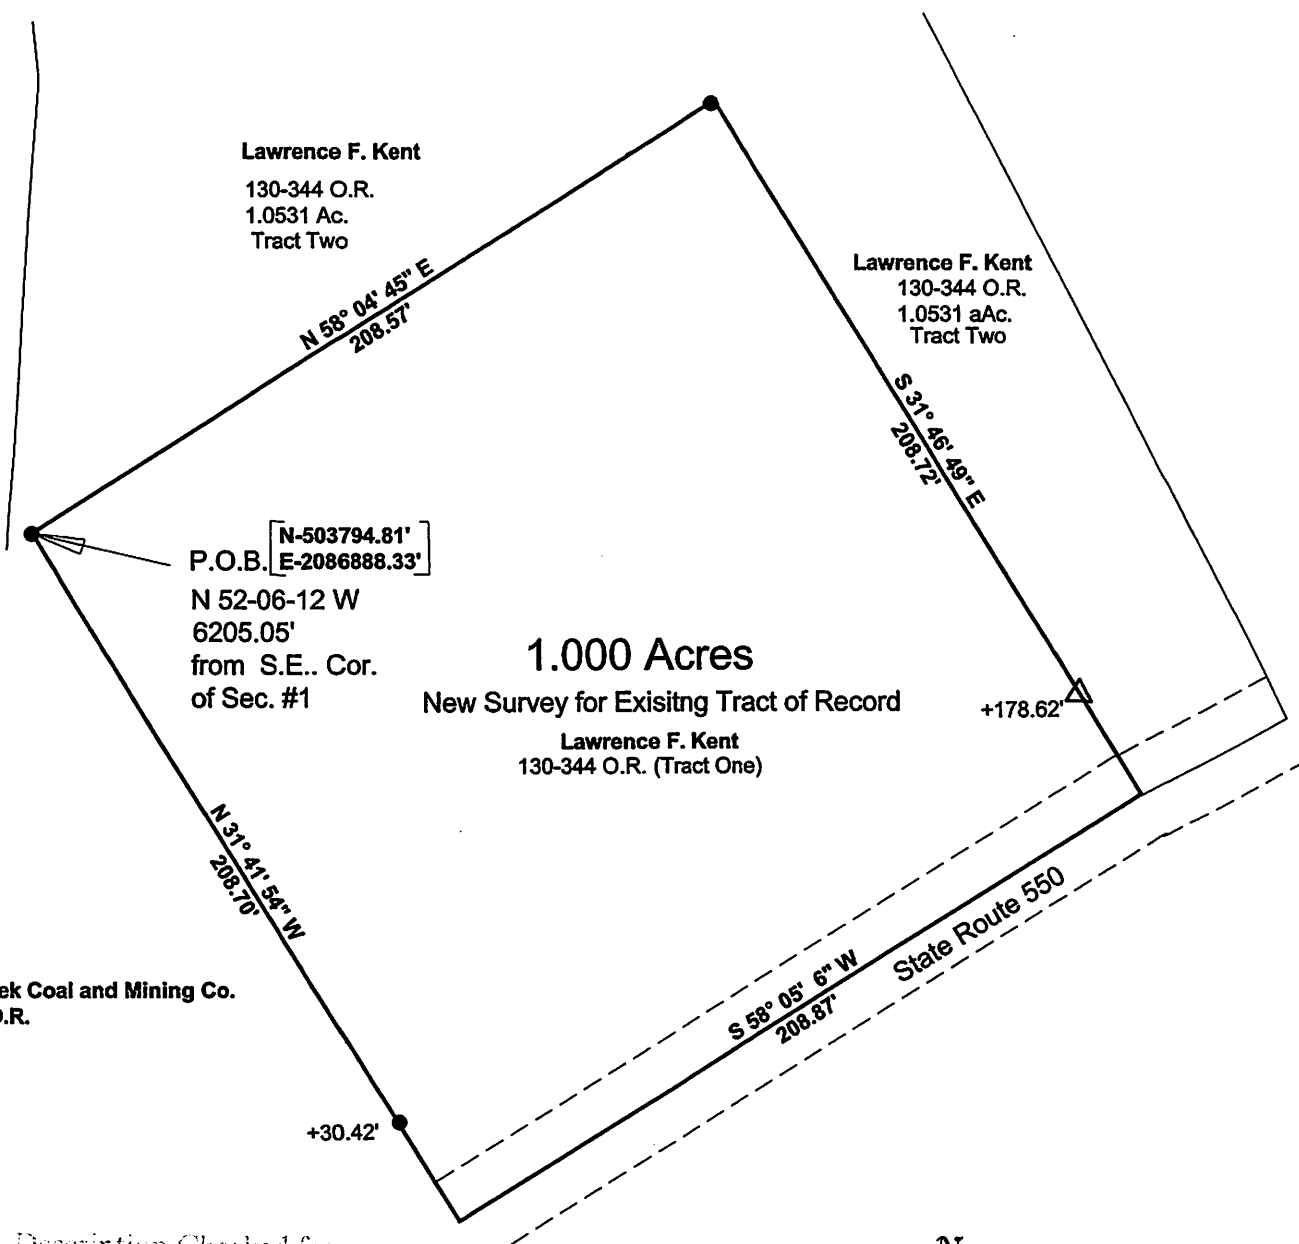 Lawrence F. Kent
130-344 O.R.
1.0531 Ac.
Tract Two
Lawrence F. Kent
130-344 O.R.
1.0531 aAc.
Tract Two
N 58° 04' 45" E
208.57'
S 31° 46' 49" E
208.72'
N-503794.81'
P.O.B. E-2086888.33'
N 52-06-12 W
6205.05'
from S.E.. Cor.
of Sec. #1
1.000 Acres
New Survey for Exisitng Tract of Record
Lawrence F. Kent
130-344 O.R. (Tract One)
+178.62'
N 31° 41' 54" W
208.70'
State Route 550
S 58° 05' 6" W
208.87'
ek Coal and Mining Co.
O.R.
+30.42'
Description Checked for
N